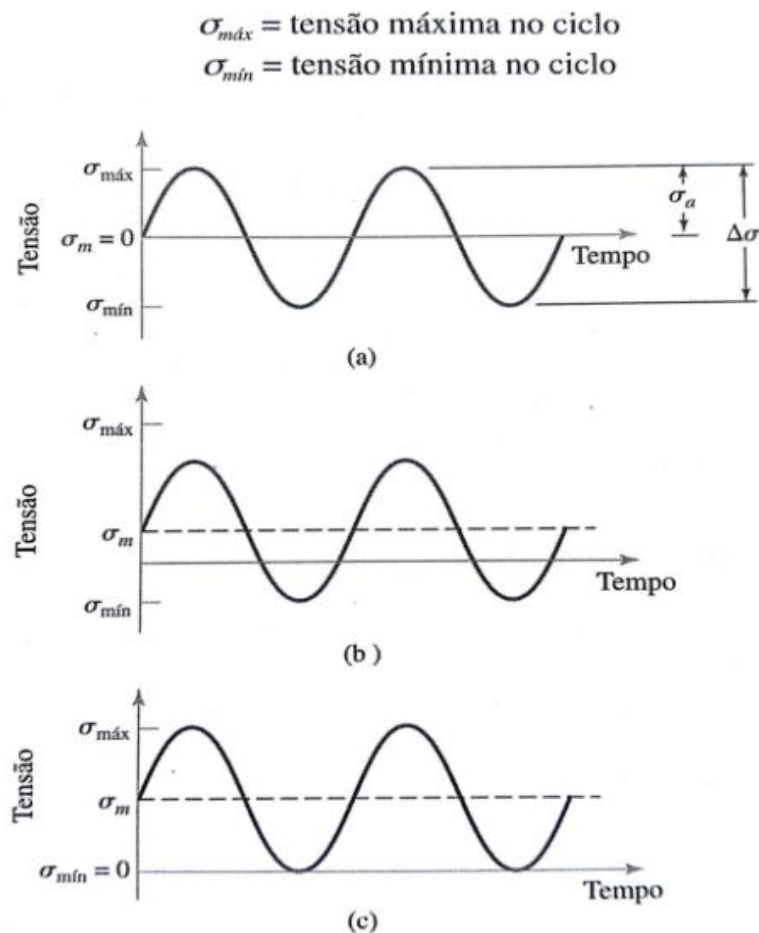 σmáx = tensão máxima no ciclo
σmín = tensão mínima no ciclo
Tensão
σmáx
σm = 0
σmín
Tempo
σa
Δσ
(a)
Tensão
σmáx
σm
σmín
Tempo
(b )
Tensão
σmáx
σm
σmín = 0
Tempo
(c)